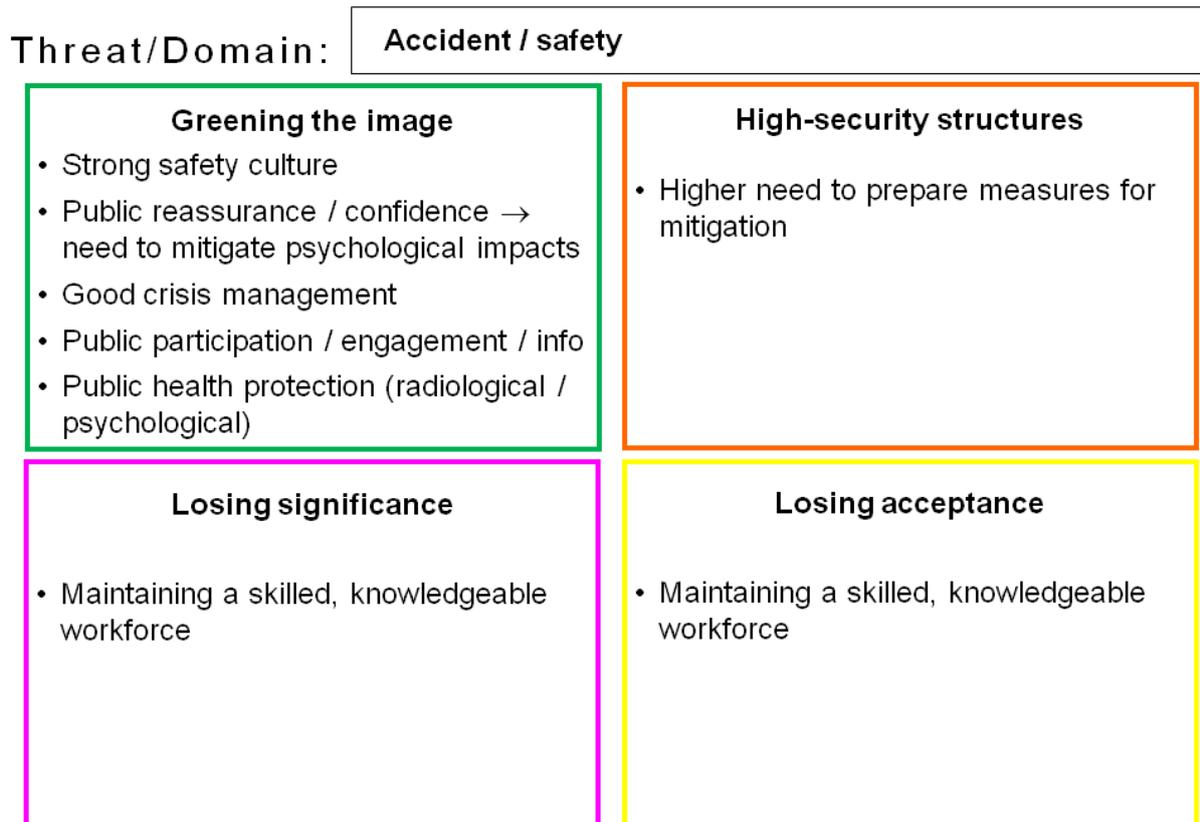 Threat/Domain:
Accident / safety
Greening the image
• Strong safety culture
• Public reassurance / confidence →
need to mitigate psychological impacts
• Good crisis management
• Public participation / engagement / info
• Public health protection (radiological /
psychological)
High-security structures
• Higher need to prepare measures for
mitigation
Losing significance
• Maintaining a skilled, knowledgeable
workforce
Losing acceptance
• Maintaining a skilled, knowledgeable
workforce